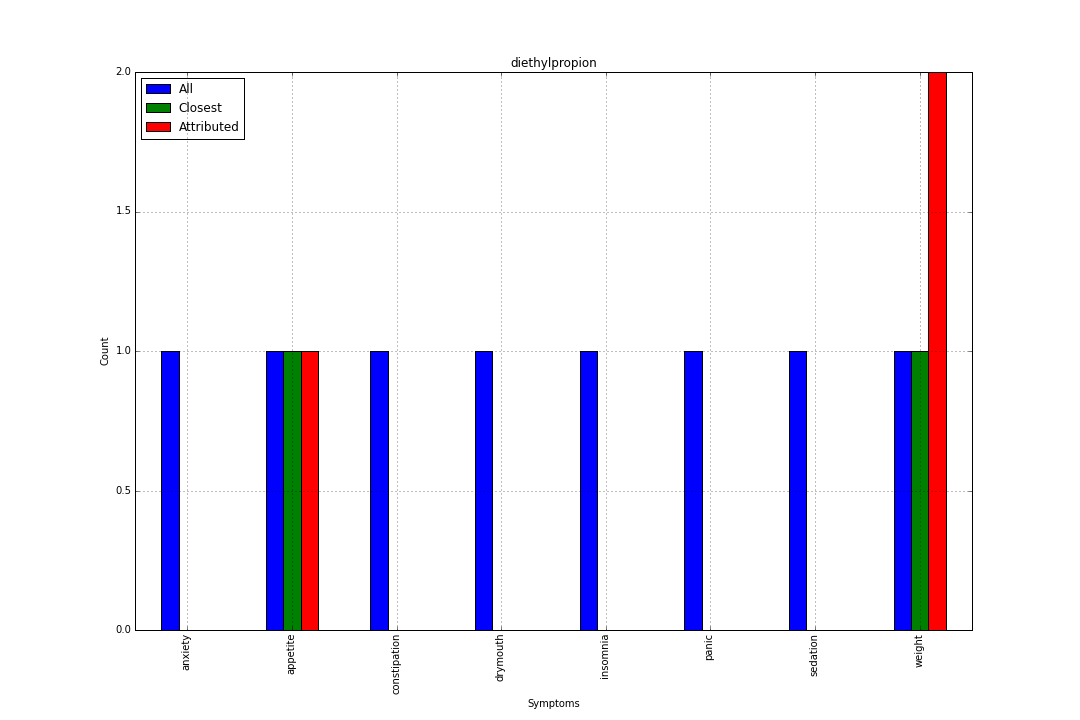 diethylpropion
All
Closest
Attributed
2.0
1.5
1.0
0.5
0.0
Count
anxiety
appetite
constipation
drymouth
insomnia
panic
sedation
weight
Symptoms